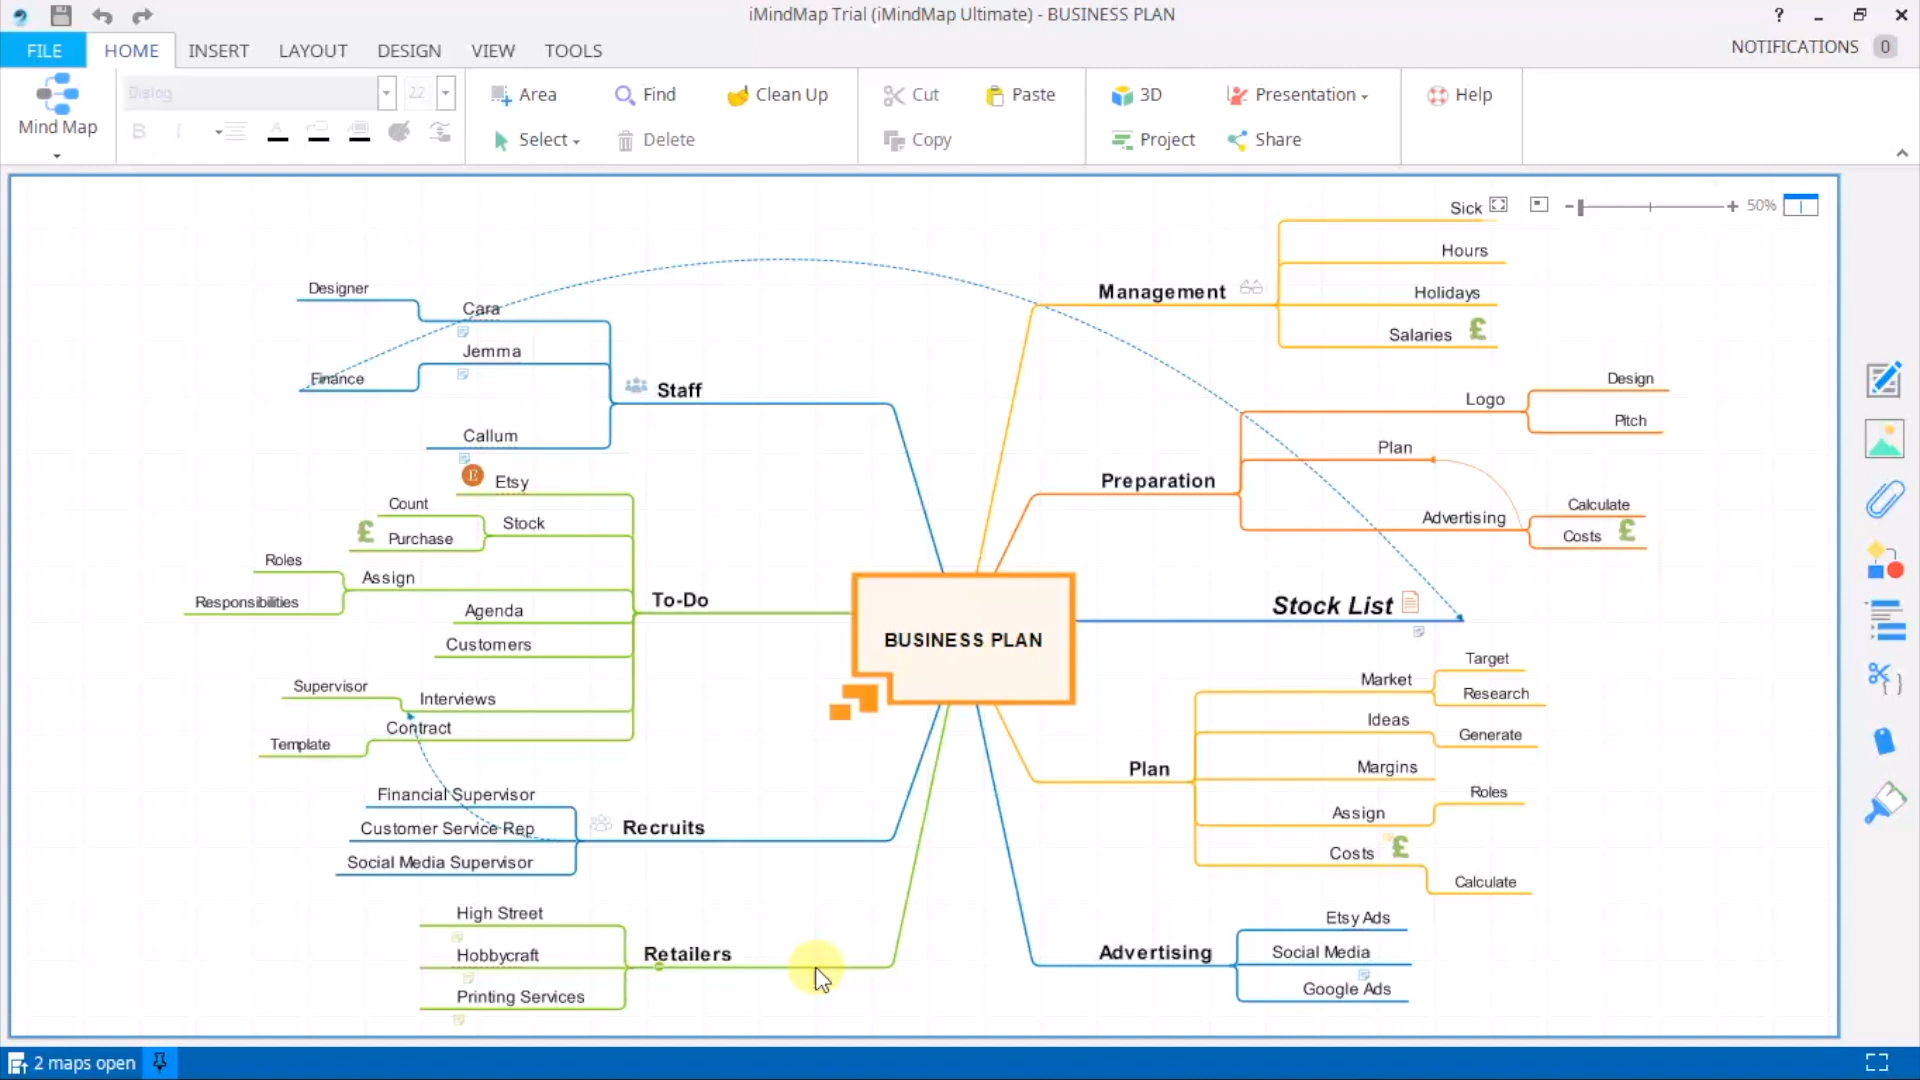 iMindMap Trial (iMindMap Ultimate) - BUSINESS PLAN
?
FILE HOME INSERT LAYOUT DESIGN VIEW TOOLS
NOTIFICATIONS 0
Mind Map
Dialog 22
B I A
Area Find Clean Up
Select Delete
Cut Paste
Copy
3D Presentation
Project Share
Help
50%
Designer
Cara
Jemma
Finance
Callum
Staff
Etsy
Count
Stock
£ Purchase
Roles
Assign
Responsibilities
Agenda
Customers
Supervisor
Interviews
Contract
Template
To-Do
Financial Supervisor
Customer Service Rep
Social Media Supervisor
Recruits
High Street
Hobbycraft
Printing Services
Retailers
BUSINESS PLAN
Management
Sick
Hours
Holidays
Salaries £
Preparation
Logo
Design
Pitch
Plan
Advertising
Calculate
Costs £
Stock List
Plan
Market
Target
Research
Ideas
Generate
Margins
Assign
Roles
Costs £
Calculate
Advertising
Etsy Ads
Social Media
Google Ads
2 maps open